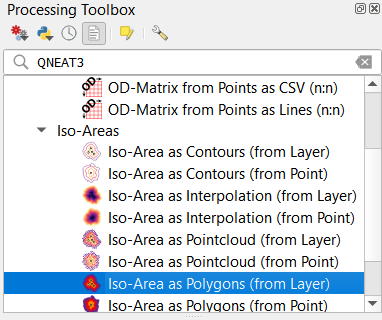 Processing Toolbox
QNEAT3
OD-Matrix from Points as CSV (n:n)
OD-Matrix from Points as Lines (n:n)
Iso-Areas
Iso-Area as Contours (from Layer)
Iso-Area as Contours (from Point)
Iso-Area as Interpolation (from Layer)
Iso-Area as Interpolation (from Point)
Iso-Area as Pointcloud (from Layer)
Iso-Area as Pointcloud (from Point)
Iso-Area as Polygons (from Layer)
Iso-Area as Polygons (from Point)